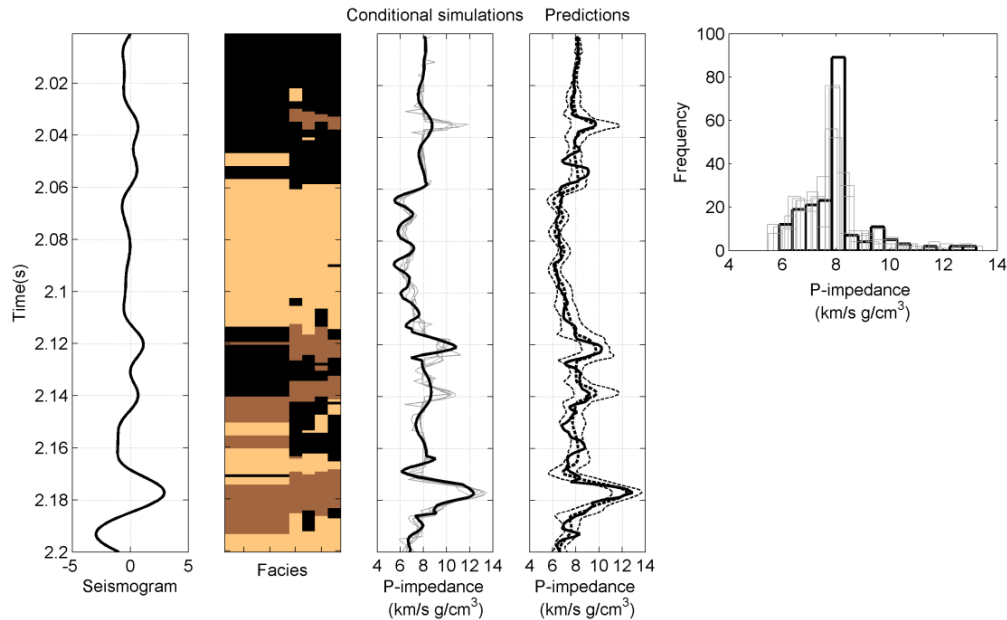 Conditional simulations
Predictions
Time(s)
2.02
2.04
2.06
2.08
2.1
2.12
2.14
2.16
2.18
2.2
-5 0 5
Seismogram
Facies
4 6 8 10 12 14
P-impedance
(km/s g/cm³)
4 6 8 10 12 14
P-impedance
(km/s g/cm³)
Frequency
100
80
60
40
20
0
4 6 8 10 12 14
P-impedance
(km/s g/cm³)